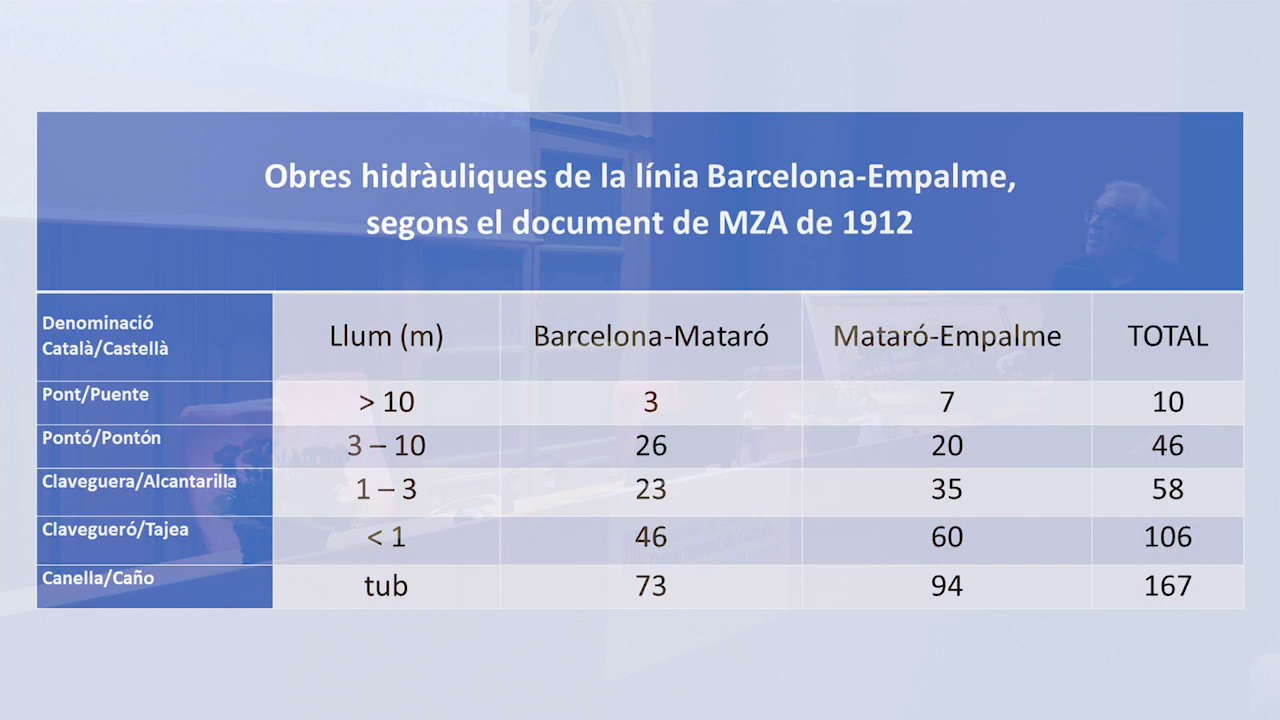 Obres hidràuliques de la línia Barcelona-Empalme,
segons el document de MZA de 1912
Denominació
Català/Castellà
Llum (m)
Barcelona-Mataró
Mataró-Empalme
TOTAL
Pont/Puente
> 10
3
7
10
Pontó/Pontón
3 – 10
26
20
46
Claveguera/Alcantarilla
1 – 3
23
35
58
Clavegueró/Tajea
< 1
46
60
106
Canella/Caño
tub
73
94
167